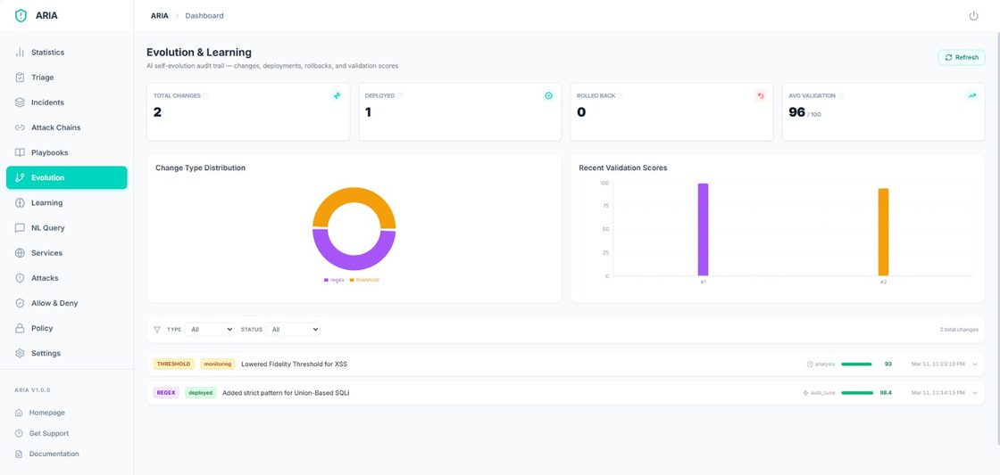 ARIA
ARIA > Dashboard
Statistics
Triage
Incidents
Attack Chains
Playbooks
Evolution
Learning
NL Query
Services
Attacks
Allow & Deny
Policy
Settings
ARIA V1.0.0
Homepage
Get Support
Documentation
Evolution & Learning
AI self-evolution audit trail — changes, deployments, rollbacks, and validation scores
Refresh
TOTAL CHANGES
2
DEPLOYED
1
ROLLED BACK
0
AVG VALIDATION
96 / 100
Change Type Distribution
regex threshold
Recent Validation Scores
100
75
50
25
0
#1 #2
TYPE All STATUS All 2 total changes
THRESHOLD monitoring Lowered Fidelity Threshold for XSS analysis 93 Mar 11, 11:23:13 PM
REGEX deployed Added strict pattern for Union-Based SQLi auto_tune 98.4 Mar 11, 11:14:15 PM